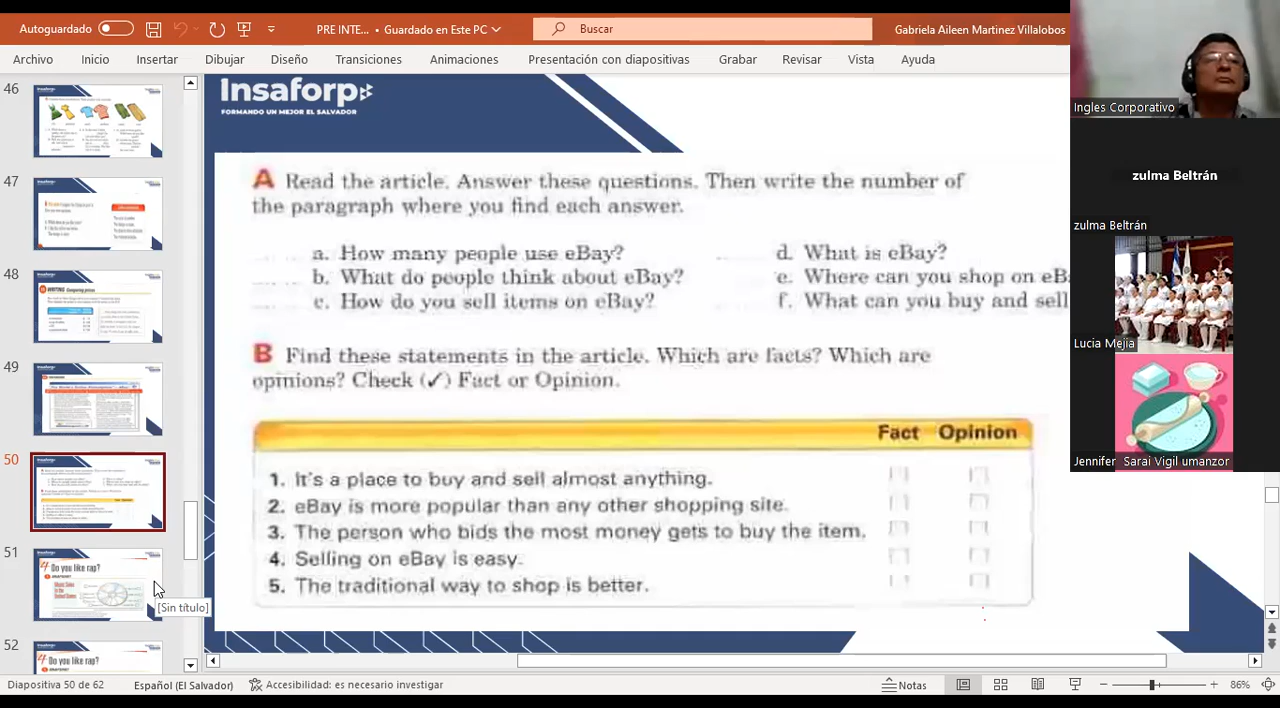 Autoguardado
PRE INTE... • Guardado en Este PC
Buscar
Gabriela Aileen Martinez Villalobos
Archivo Inicio Insertar Dibujar Diseño Transiciones Animaciones Presentación con diapositivas Grabar Revisar Vista Ayuda
46
47
48
49
50
51
Do you like rap?
[Sin título]
52
Do you like rap?
Insaforp
FORMANDO UN MEJOR EL SALVADOR
A Read the article. Answer these questions. Then write the number of
the paragraph where you find each answer.
a. How many people use eBay?
b. What do people think about eBay?
c. How do you sell items on eBay?
d. What is eBay?
e. Where can you shop on eB
f. What can you buy and sell
B Find these statements in the article. Which are facts? Which are
opinions? Check (✓) Fact or Opinion.
Fact Opinion
1. It's a place to buy and sell almost anything.
2. eBay is more popular than any other shopping site.
3. The person who bids the most money gets to buy the item.
4. Selling on eBay is easy.
5. The traditional way to shop is better.
Ingles Corporativo
zulma Beltrán
zulma Beltrán
Lucia Mejia
Jennifer Sarai Vigil umanzor
Diapositiva 50 de 62 Español (El Salvador) Accesibilidad: es necesario investigar Notas 86%